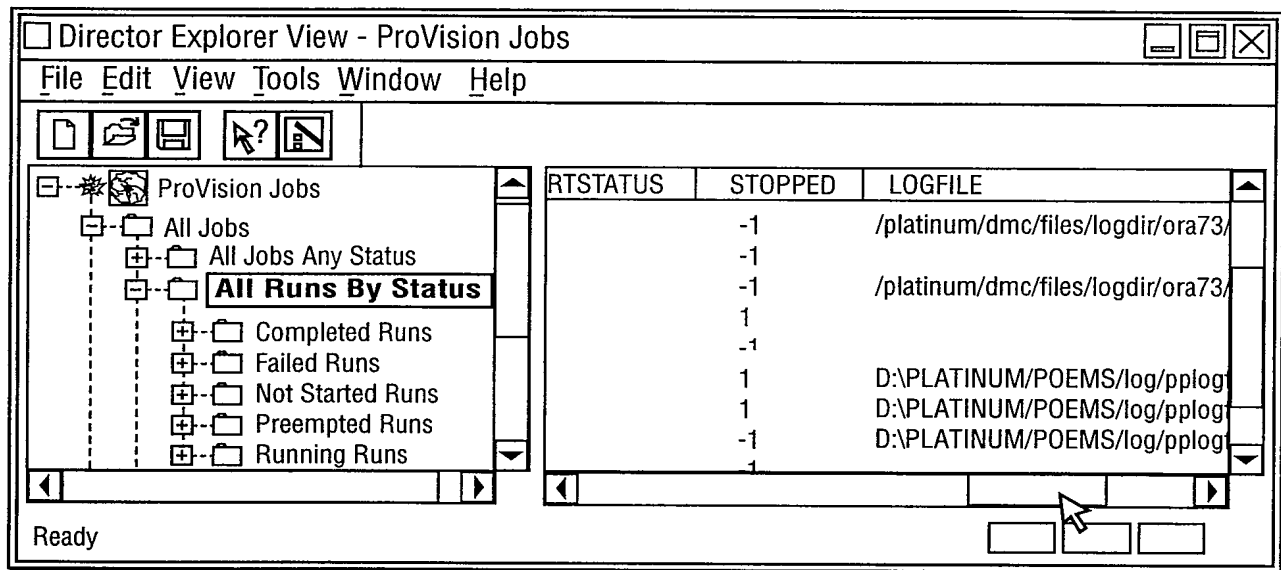 Director Explorer View - ProVision Jobs
File Edit View Tools Window Help
?
ProVision Jobs
All Jobs
All Jobs Any Status
All Runs By Status
Completed Runs
Failed Runs
Not Started Runs
Preempted Runs
Running Runs
RTSTATUS STOPPED LOGFILE
-1 /platinum/dmc/files/logdir/ora73/
-1
-1 /platinum/dmc/files/logdir/ora73/
1
-1
1 D:\PLATINUM/POEMS/log/pplog
1 D:\PLATINUM/POEMS/log/pplog
-1 D:\PLATINUM/POEMS/log/pplog
-1
Ready